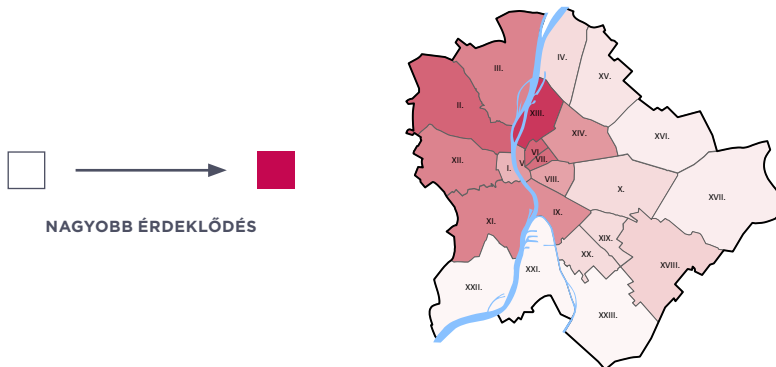 NAGYOBB ÉRDEKLŐDÉS
IV.
XV.
III.
II.
XIII.
XIV.
XVI.
VI.
VII.
XII.
I.
V.
VIII.
X.
XVII.
XI.
IX.
XIX.
XX.
XVIII.
XXI.
XXII.
XXIII.